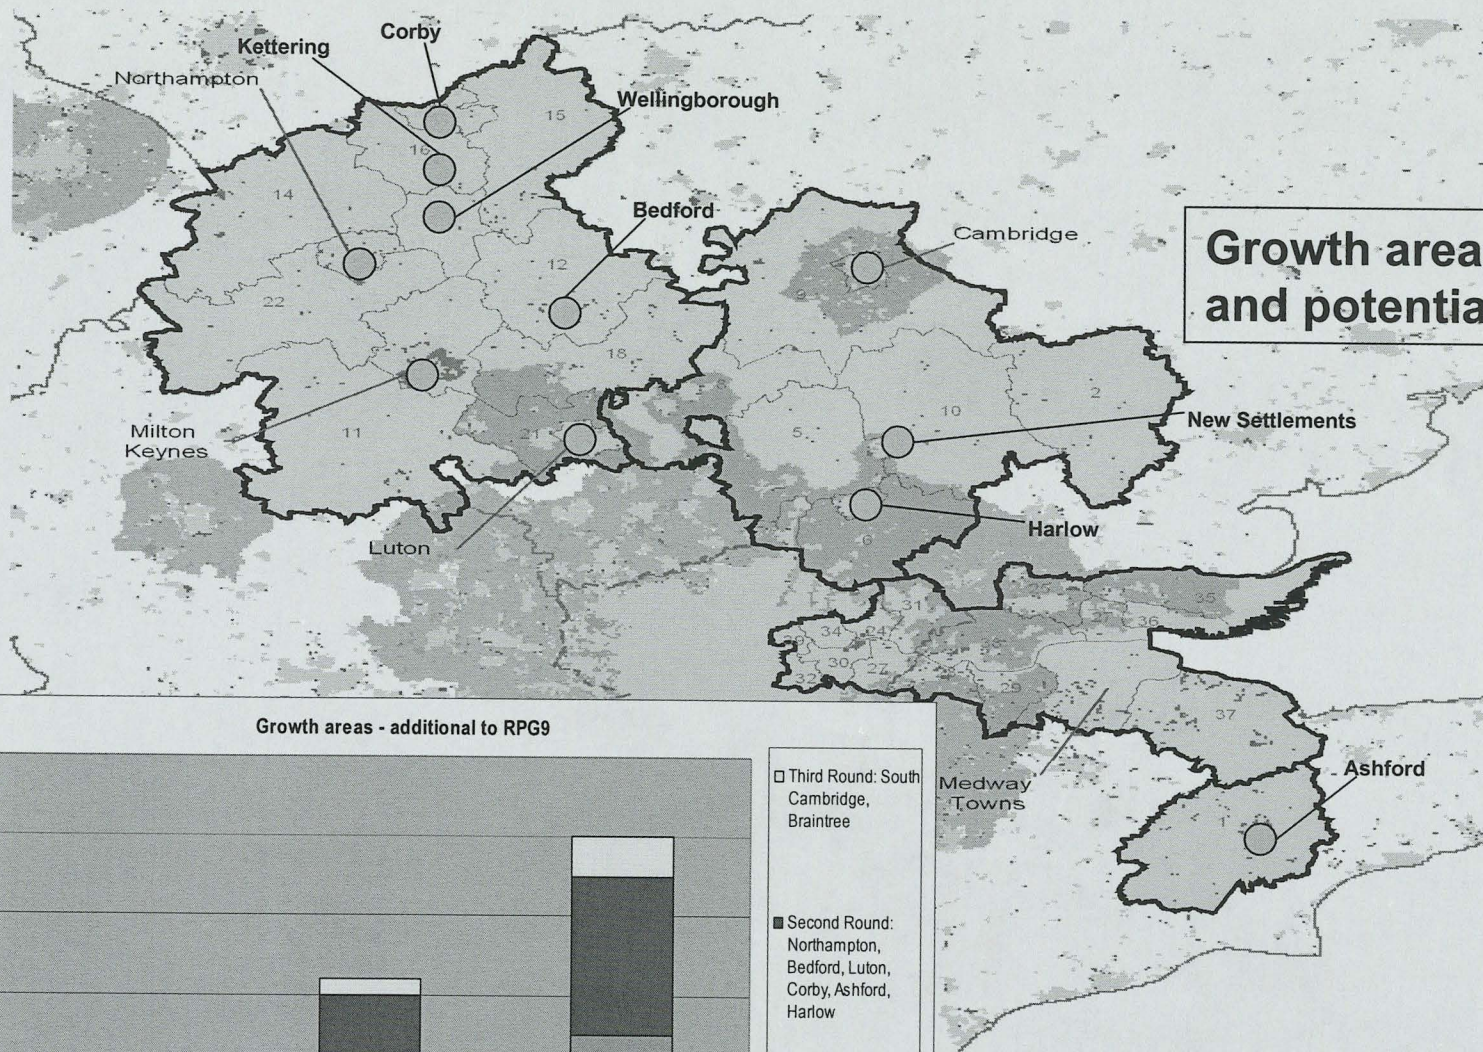 Corby
Kettering
Northampton
Wellingborough
15
16
14
Bedford
Cambridge
Growth area
and potentia
12
9
22
18
2
10
5
11
21
Milton
Keynes
New Settlements
Luton
Harlow
6
35
31
36
34
24
30
27
32
29
37
Medway
Towns
Ashford
1
Growth areas - additional to RPG9
Third Round: South
Cambridge,
Braintree
Second Round:
Northampton,
Bedford, Luton,
Corby, Ashford,
Harlow